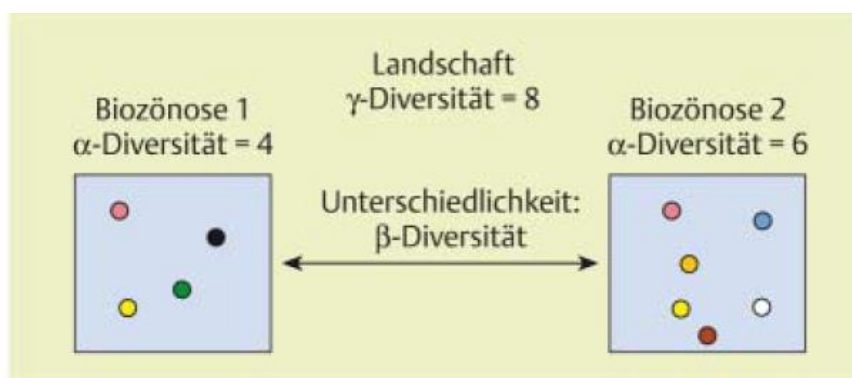 Landschaft
γ-Diversität = 8
Biozönose 1
α-Diversität = 4
Biozönose 2
α-Diversität = 6
Unterschiedlichkeit:
β-Diversität